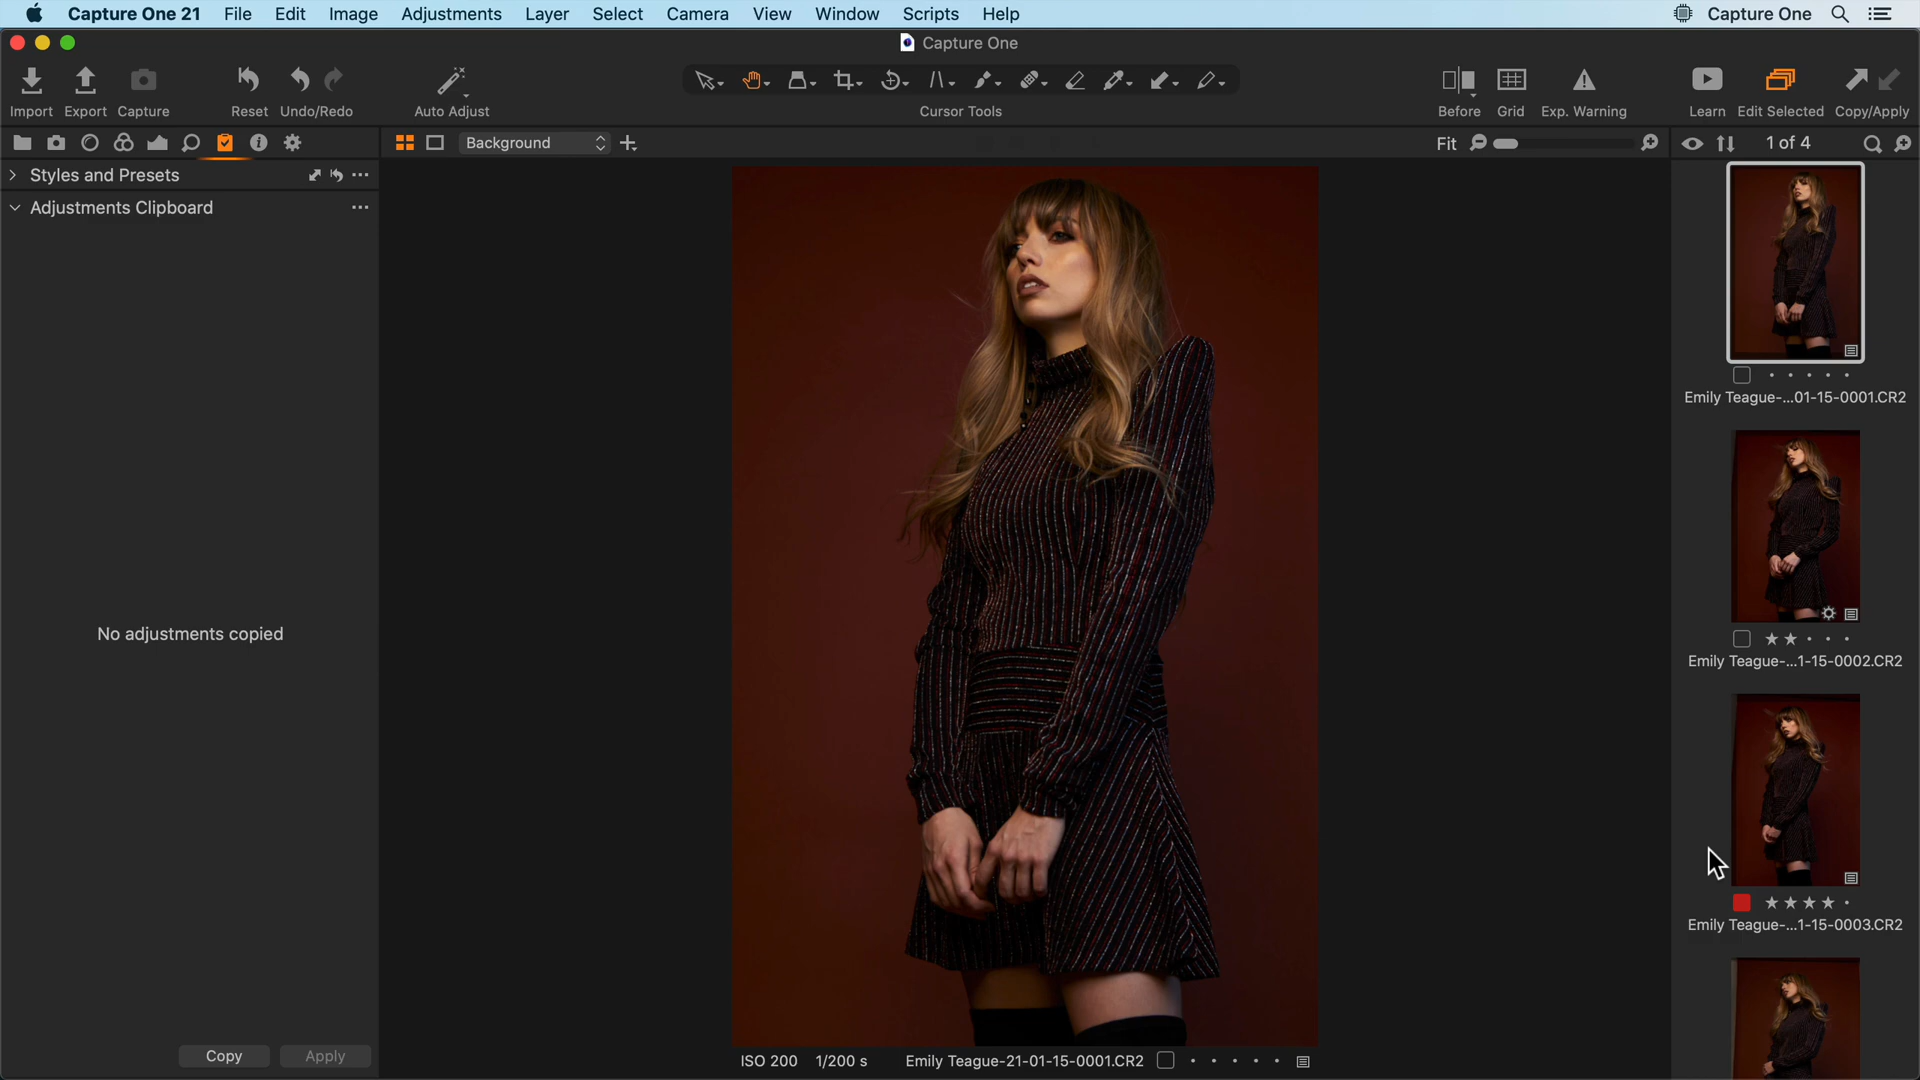 Capture One 21 File Edit Image Adjustments Layer Select Camera View Window Scripts Help Capture One
Capture One
Import Export Capture Reset Undo/Redo Auto Adjust Cursor Tools Before Grid Exp. Warning Learn Edit Selected Copy/Apply
Background Fit 1 of 4
Styles and Presets
Adjustments Clipboard
Emily Teague-...01-15-0001.CR2
No adjustments copied
Emily Teague-...1-15-0002.CR2
Emily Teague-...1-15-0003.CR2
Copy Apply
ISO 200 1/200 s Emily Teague-21-01-15-0001.CR2